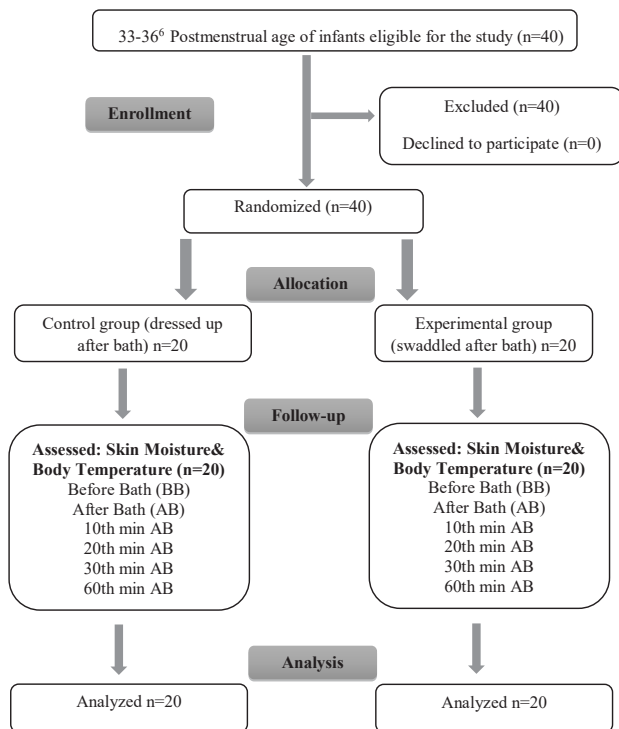 33-36⁶ Postmenstrual age of infants eligible for the study (n=40)
Enrollment
Excluded (n=40)
Declined to participate (n=0)
Randomized (n=40)
Allocation
Control group (dressed up
after bath) n=20
Experimental group
(swaddled after bath) n=20
Follow-up
Assessed: Skin Moisture&
Body Temperature (n=20)
Before Bath (BB)
After Bath (AB)
10th min AB
20th min AB
30th min AB
60th min AB
Assessed: Skin Moisture&
Body Temperature (n=20)
Before Bath (BB)
After Bath (AB)
10th min AB
20th min AB
30th min AB
60th min AB
Analysis
Analyzed n=20
Analyzed n=20